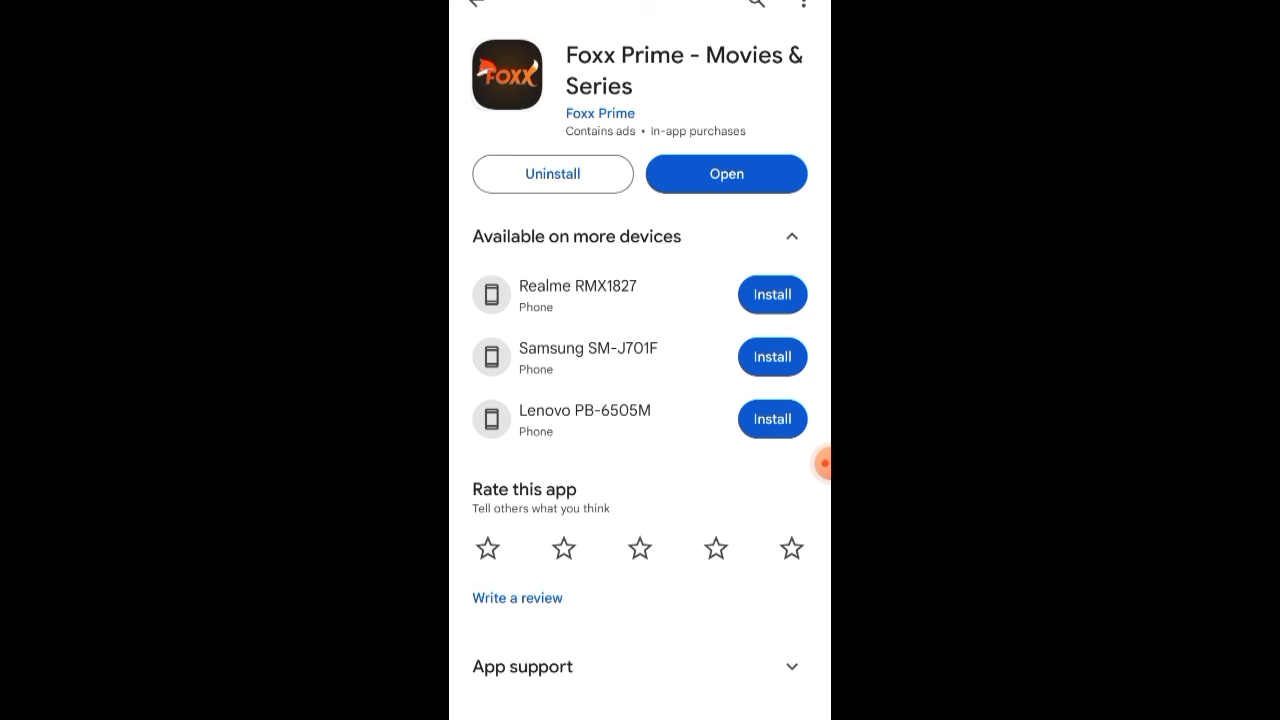 FOXX
Foxx Prime - Movies &
Series
Foxx Prime
Contains ads • In-app purchases
Uninstall
Open
Available on more devices
Realme RMX1827
Phone
Install
Samsung SM-J701F
Phone
Install
Lenovo PB-6505M
Phone
Install
Rate this app
Tell others what you think
Write a review
App support